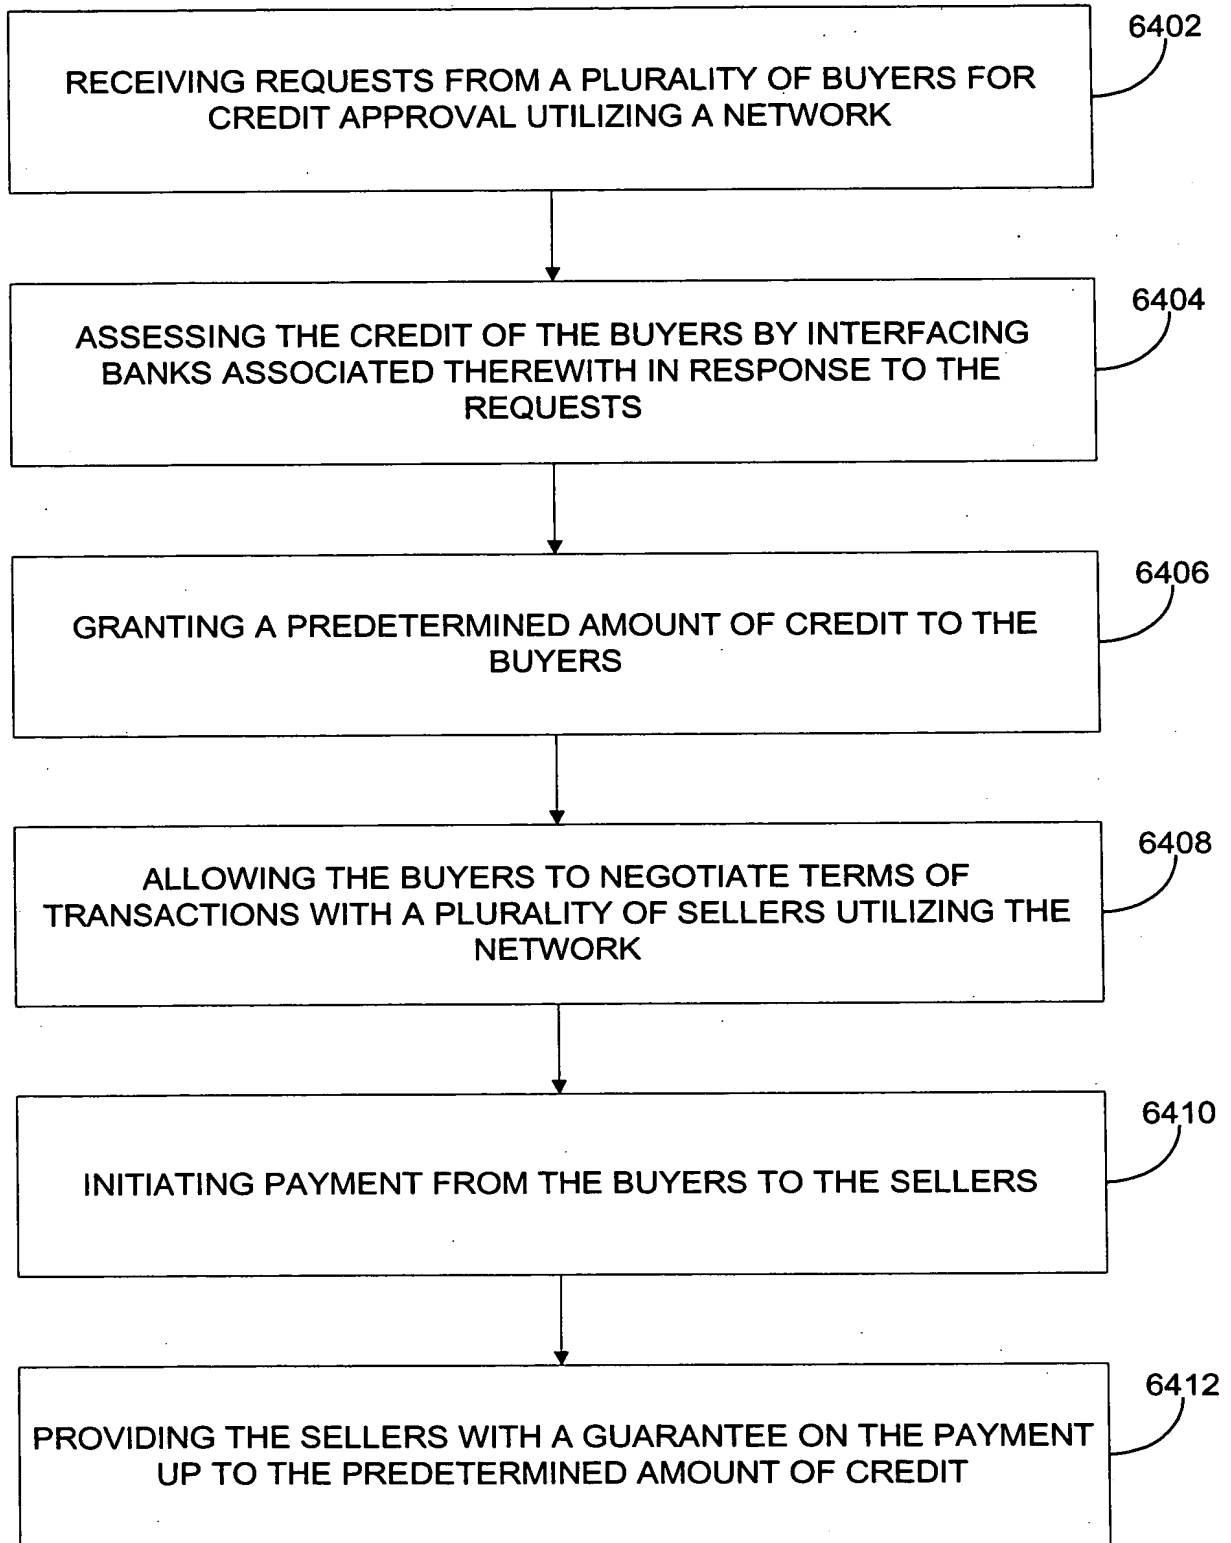 6402
RECEIVING REQUESTS FROM A PLURALITY OF BUYERS FOR
CREDIT APPROVAL UTILIZING A NETWORK
6404
ASSESSING THE CREDIT OF THE BUYERS BY INTERFACING
BANKS ASSOCIATED THEREWITH IN RESPONSE TO THE
REQUESTS
6406
GRANTING A PREDETERMINED AMOUNT OF CREDIT TO THE
BUYERS
6408
ALLOWING THE BUYERS TO NEGOTIATE TERMS OF
TRANSACTIONS WITH A PLURALITY OF SELLERS UTILIZING THE
NETWORK
6410
INITIATING PAYMENT FROM THE BUYERS TO THE SELLERS
6412
PROVIDING THE SELLERS WITH A GUARANTEE ON THE PAYMENT
UP TO THE PREDETERMINED AMOUNT OF CREDIT